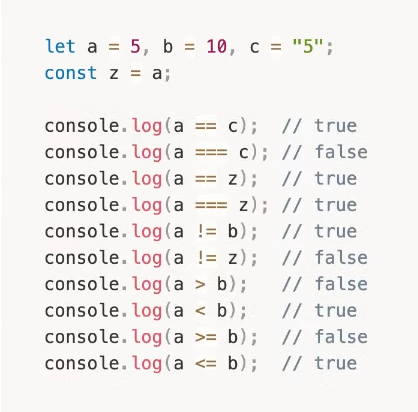 let a = 5, b = 10, c = "5";
const z = a;
console.log(a == c);  // true
console.log(a === c); // false
console.log(a == z);  // true
console.log(a === z); // true
console.log(a != b);  // true
console.log(a != z);  // false
console.log(a > b);   // false
console.log(a < b);   // true
console.log(a >= b);  // false
console.log(a <= b);  // true